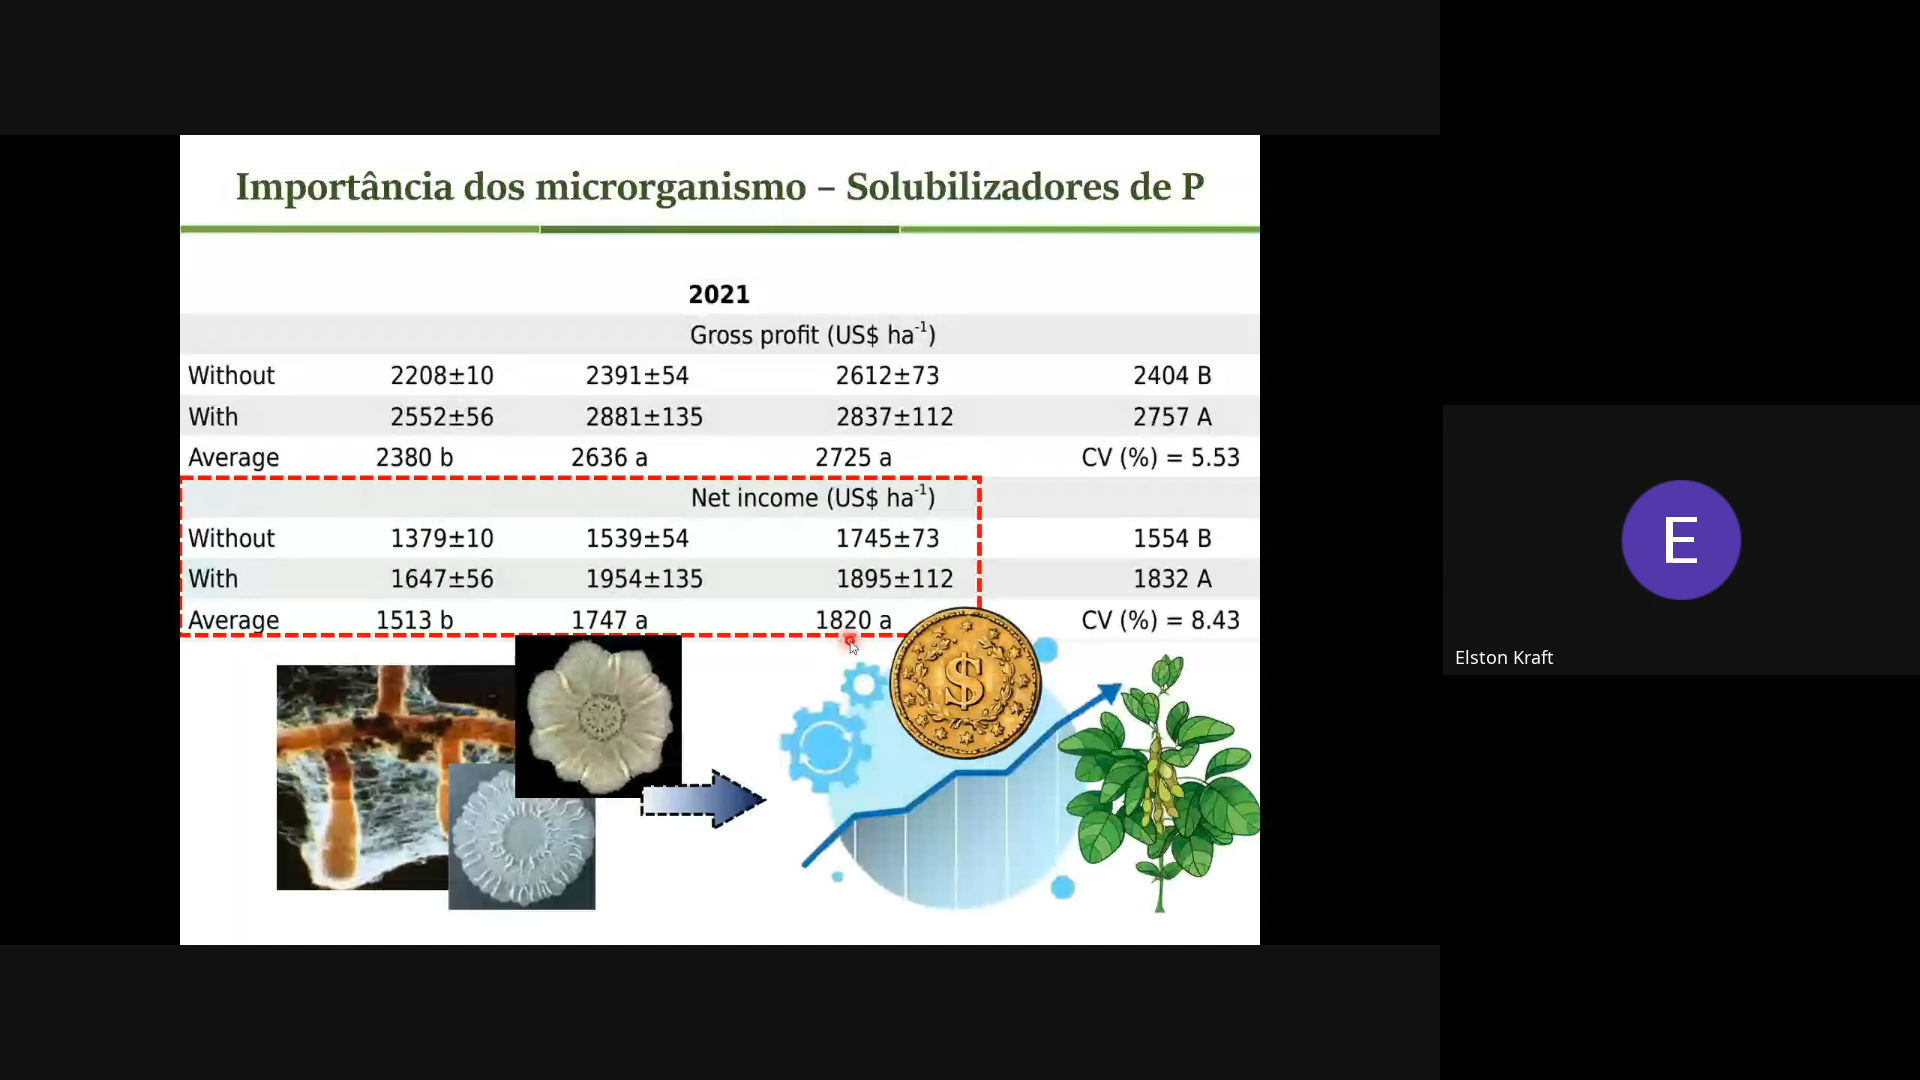 Importância dos microrganismo – Solubilizadores de P
2021
Gross profit (US$ ha-1)
Without 2208±10 2391±54 2612±73 2404 B
With 2552±56 2881±135 2837±112 2757 A
Average 2380 b 2636 a 2725 a CV (%) = 5.53
Net income (US$ ha-1)
Without 1379±10 1539±54 1745±73 1554 B
With 1647±56 1954±135 1895±112 1832 A
Average 1513 b 1747 a 1820 a CV (%) = 8.43
$
E
Elston Kraft